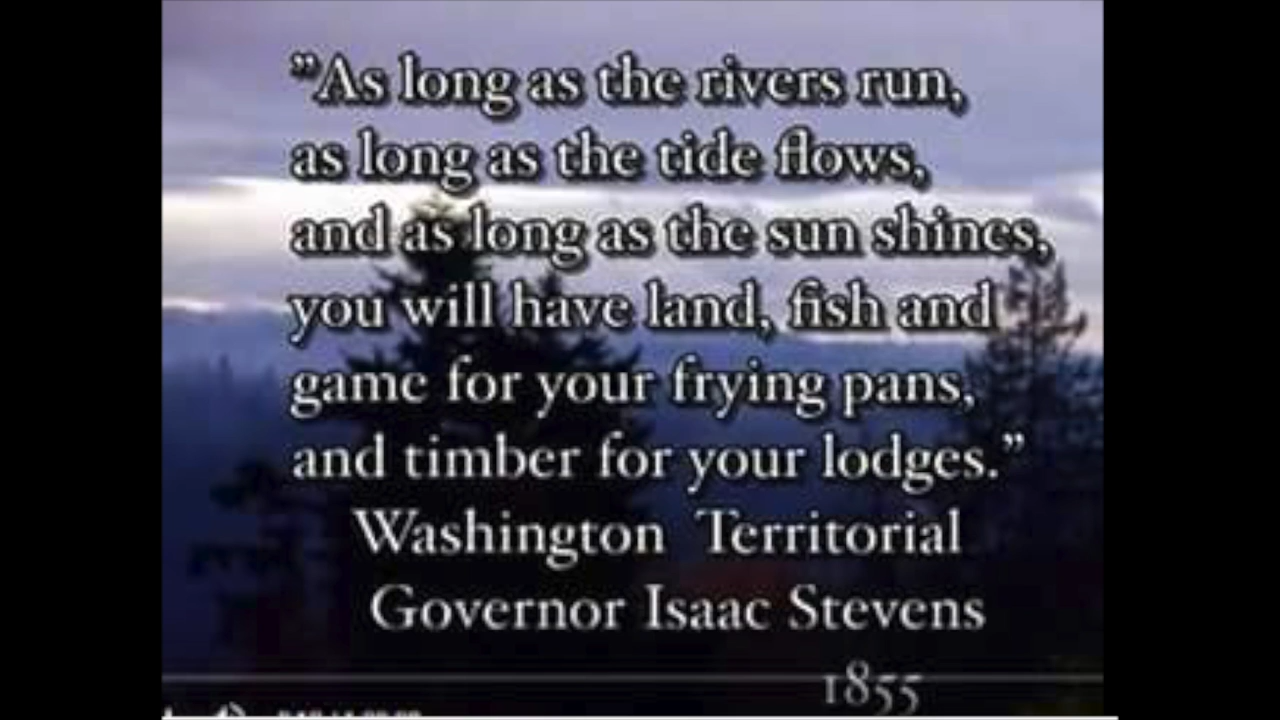 ”As long as the rivers run,
as long as the tide flows,
and as long as the sun shines,
you will have land, fish and
game for your frying pans,
and timber for your lodges.”
Washington Territorial
Governor Isaac Stevens
1855